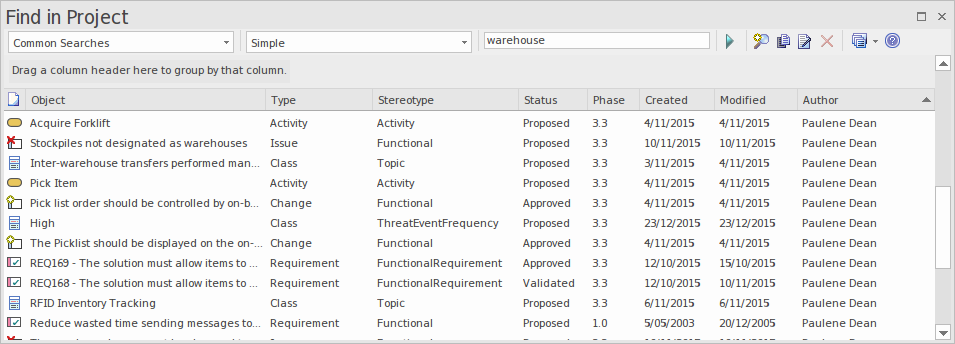 Find in Project
Common Searches Simple warehouse
Drag a column header here to group by that column.
Object Type Stereotype Status Phase Created Modified Author
Acquire Forklift Activity Activity Proposed 3.3 4/11/2015 4/11/2015 Paulene Dean
Stockpiles not designated as warehouses Issue Functional Proposed 3.3 10/11/2015 10/11/2015 Paulene Dean
Inter-warehouse transfers performed man... Class Topic Proposed 3.3 3/11/2015 4/11/2015 Paulene Dean
Pick Item Activity Activity Proposed 3.3 4/11/2015 4/11/2015 Paulene Dean
Pick list order should be controlled by on-b... Change Functional Approved 3.3 4/11/2015 4/11/2015 Paulene Dean
High Class ThreatEventFrequency Proposed 3.3 23/12/2015 23/12/2015 Paulene Dean
The Picklist should be displayed on the on-... Change Functional Approved 3.3 4/11/2015 4/11/2015 Paulene Dean
REQ169 - The solution must allow items to ... Requirement FunctionalRequirement Approved 3.3 12/10/2015 15/10/2015 Paulene Dean
REQ168 - The solution must allow items to ... Requirement FunctionalRequirement Validated 3.3 12/10/2015 10/11/2015 Paulene Dean
RFID Inventory Tracking Class Topic Proposed 3.3 6/11/2015 6/11/2015 Paulene Dean
Reduce wasted time sending messages to... Requirement Functional Proposed 1.0 5/05/2003 20/12/2005 Paulene Dean